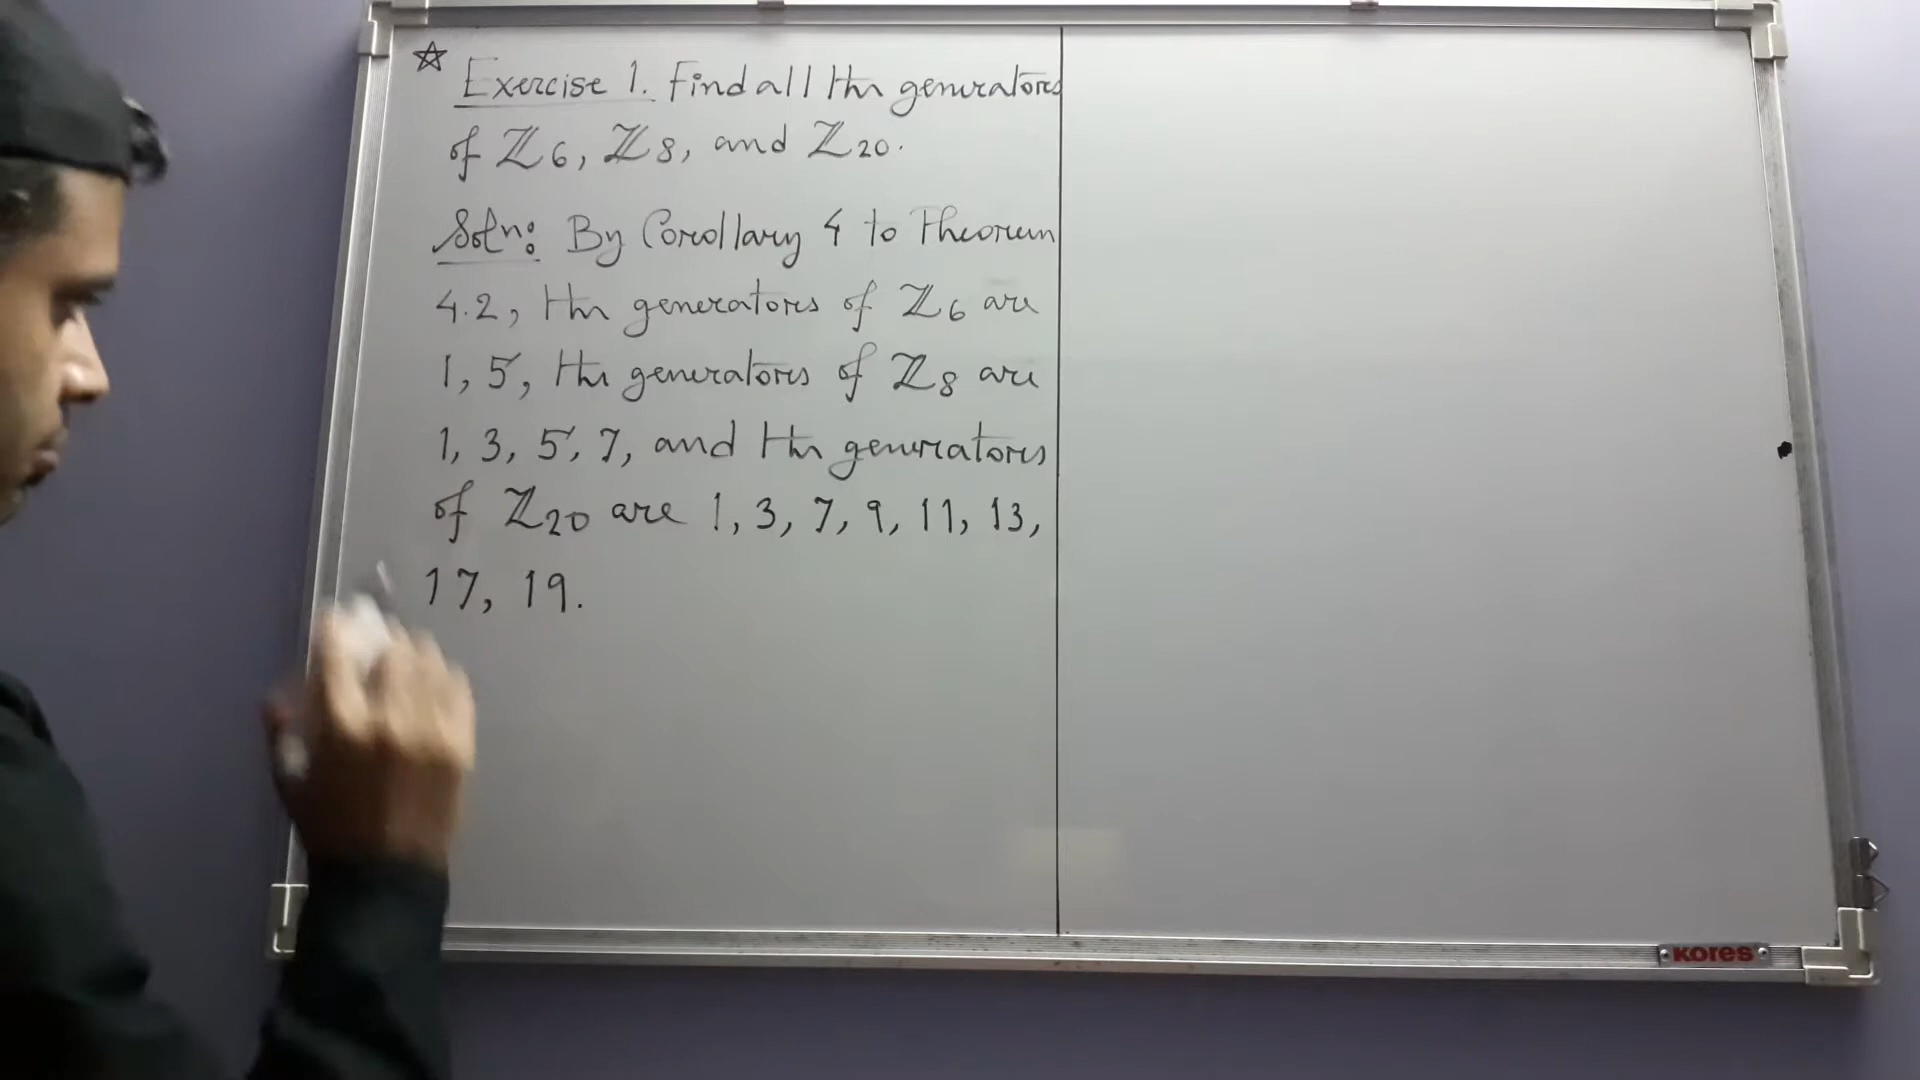 ☆ Exercise 1. Find all the generators
of ℤ6, ℤ8, and ℤ20.
Soln: By Corollary 4 to Theorem
4.2, the generators of ℤ6 are
1, 5, the generators of ℤ8 are
1, 3, 5, 7, and the generators
of ℤ20 are 1, 3, 7, 9, 11, 13,
17, 19.
kores